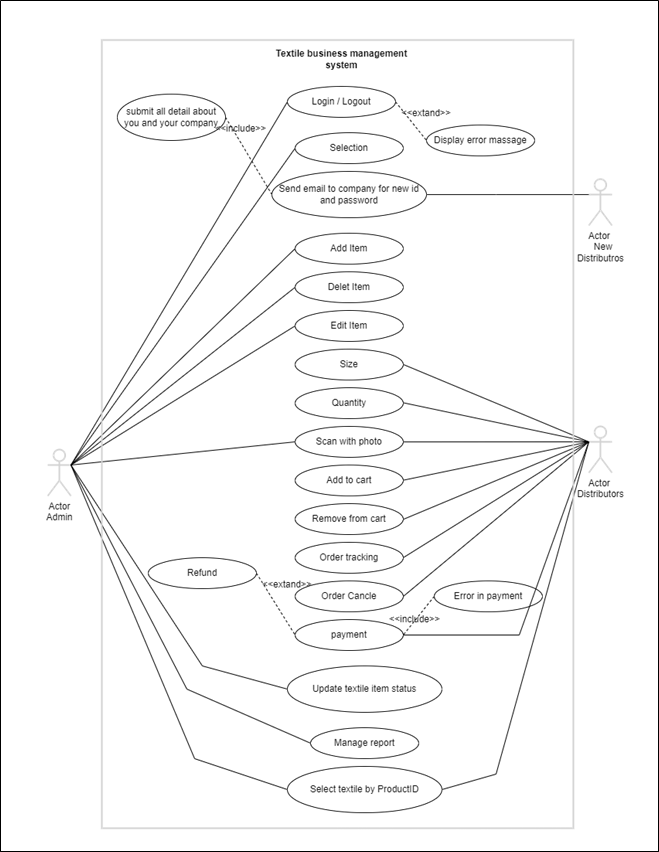 Textile business management
system
Login / Logout
<<extand>>
submit all detail about
you and your company
<<include>>
Display error massage
Selection
Send email to company for new id
and password
Actor
New
Distributros
Add Item
Delet Item
Edit Item
Size
Quantity
Scan with photo
Actor
Admin
Actor
Distributors
Add to cart
Remove from cart
Order tracking
Refund
<<extand>>
Order Cancle
Error in payment
<<include>>
payment
Update textile item status
Manage report
Select textile by ProductID